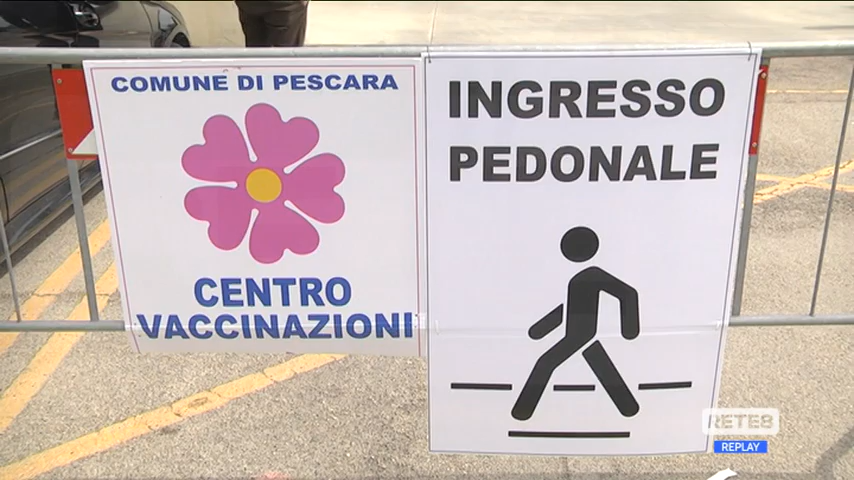 COMUNE DI PESCARA
CENTRO
VACCINAZIONI
INGRESSO
PEDONALE
RETE8
REPLAY